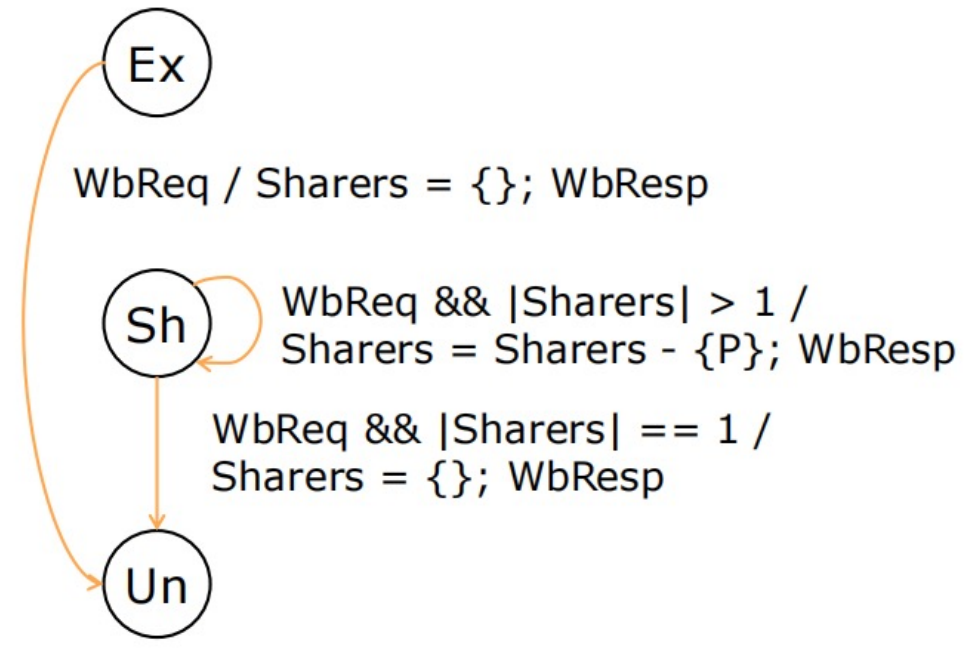 Ex
WbReq / Sharers = {}; WbResp
Sh
WbReq && |Sharers| > 1 /
Sharers = Sharers - {P}; WbResp
WbReq && |Sharers| == 1 /
Sharers = {}; WbResp
Un